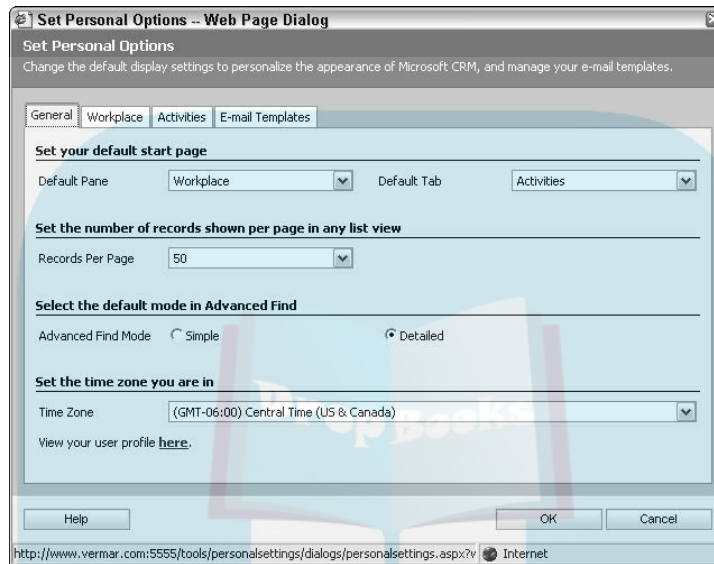 Set Personal Options -- Web Page Dialog
Set Personal Options
Change the default display settings to personalize the appearance of Microsoft CRM, and manage your e-mail templates.
General Workplace Activities E-mail Templates
Set your default start page
Default Pane Workplace Default Tab Activities
Set the number of records shown per page in any list view
Records Per Page 50
Select the default mode in Advanced Find
Advanced Find Mode Simple Detailed
Set the time zone you are in
Time Zone (GMT-06:00) Central Time (US & Canada)
Drop Books
View your user profile here.
Help OK Cancel
http://www.vermar.com:5555/tools/personalsettings/dialogs/personalsettings.aspx?v Internet